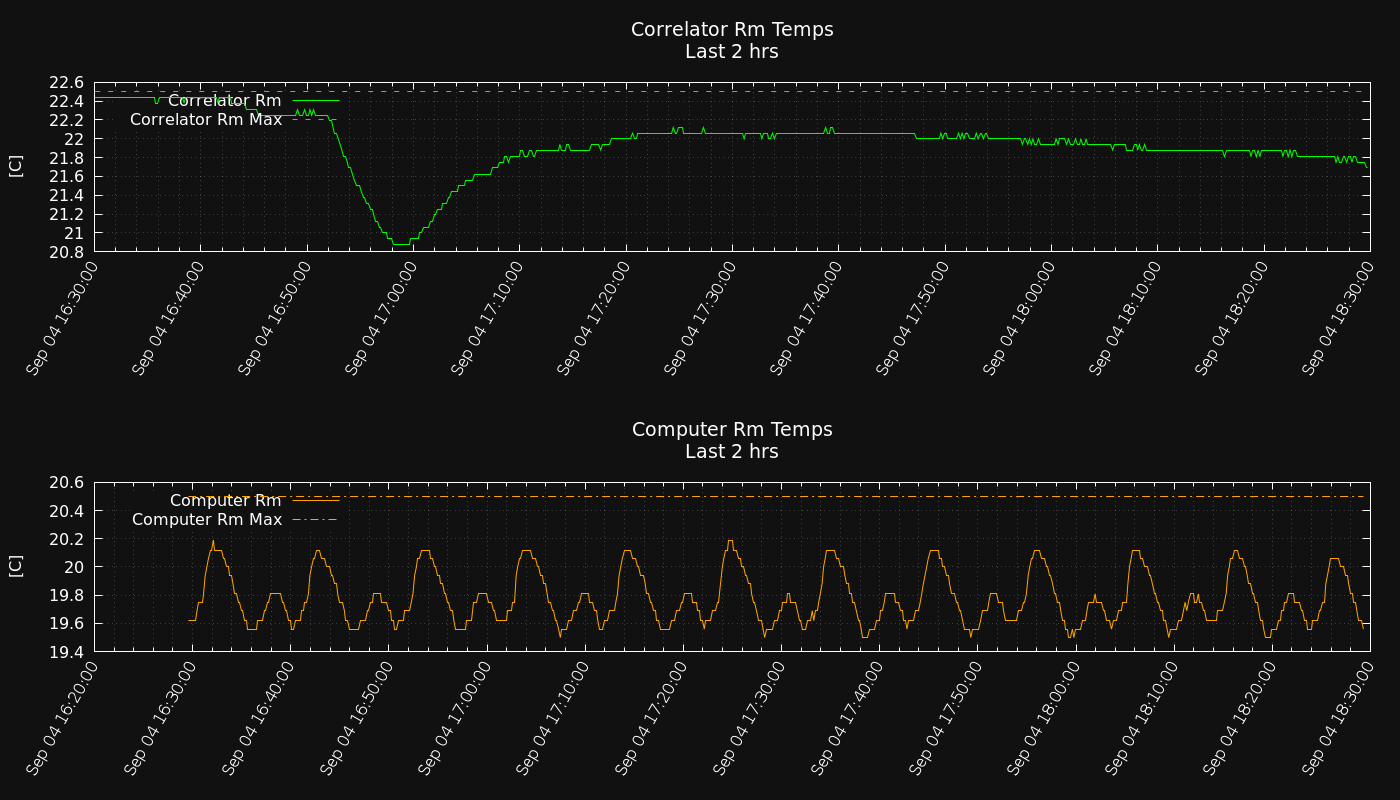 Correlator Rm Temps
Last 2 hrs
22.6
22.4
22.2
22
21.8
21.6
21.4
21.2
21
20.8
[C]
Correlator Rm
Correlator Rm Max
Sep 04 16:30:00
Sep 04 16:40:00
Sep 04 16:50:00
Sep 04 17:00:00
Sep 04 17:10:00
Sep 04 17:20:00
Sep 04 17:30:00
Sep 04 17:40:00
Sep 04 17:50:00
Sep 04 18:00:00
Sep 04 18:10:00
Sep 04 18:20:00
Sep 04 18:30:00
Computer Rm Temps
Last 2 hrs
20.6
20.4
20.2
20
19.8
19.6
19.4
[C]
Computer Rm
Computer Rm Max
Sep 04 16:20:00
Sep 04 16:30:00
Sep 04 16:40:00
Sep 04 16:50:00
Sep 04 17:00:00
Sep 04 17:10:00
Sep 04 17:20:00
Sep 04 17:30:00
Sep 04 17:40:00
Sep 04 17:50:00
Sep 04 18:00:00
Sep 04 18:10:00
Sep 04 18:20:00
Sep 04 18:30:00